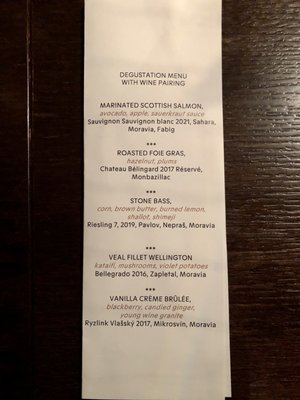 DEGUSTATION MENU
WITH WINE PAIRING
MARINATED SCOTTISH SALMON,
avocado, apple, sauerkraut sauce
Sauvignon Sauvignon blanc 2021, Sahara,
Moravia, Fabig
***
ROASTED FOIE GRAS,
hazelnut, plums
Chateau Bélingard 2017 Réservé,
Monbazillac
***
STONE BASS,
corn, brown butter, burned lemon,
shallot, shimeji
Riesling 7, 2019, Pavlov, Nepraš, Moravia
***
VEAL FILLET WELLINGTON
kataifi, mushrooms, violet potatoes
Bellegrado 2016, Zapletal, Moravia
***
VANILLA CRÈME BRÛLÉE,
blackberry, candied ginger,
young wine granite
Ryzlink Vlašský 2017, Mikrosvín, Moravia